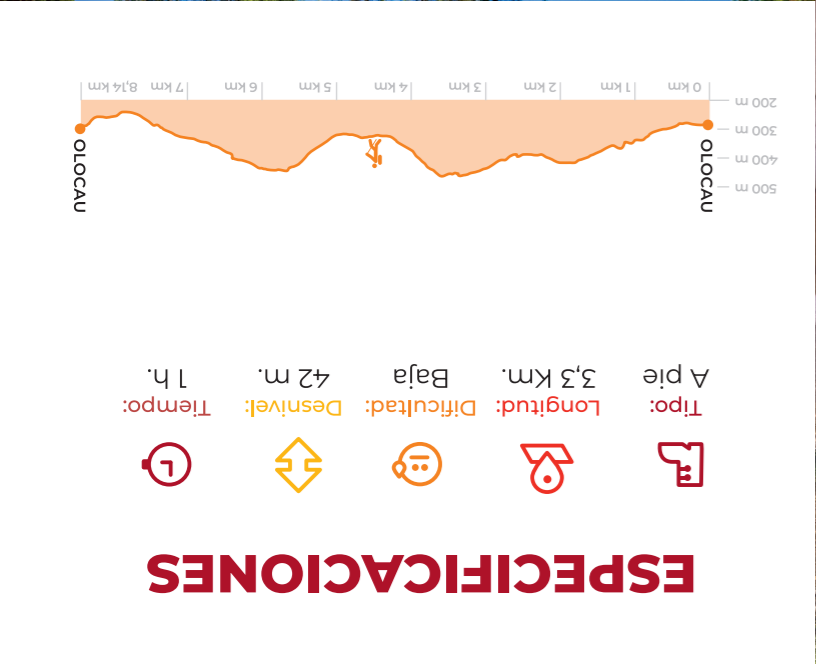 ESPECIFICACIONES
Tipo:
A pie
Longitud:
3,3 Km.
Dificultad:
Baja
Desnivel:
42 m.
Tiempo:
1 h.
OLOCAU
OLOCAU
500 m
400 m
300 m
200 m
0 km
1 km
2 km
3 km
4 km
5 km
6 km
7 km
8,14 km